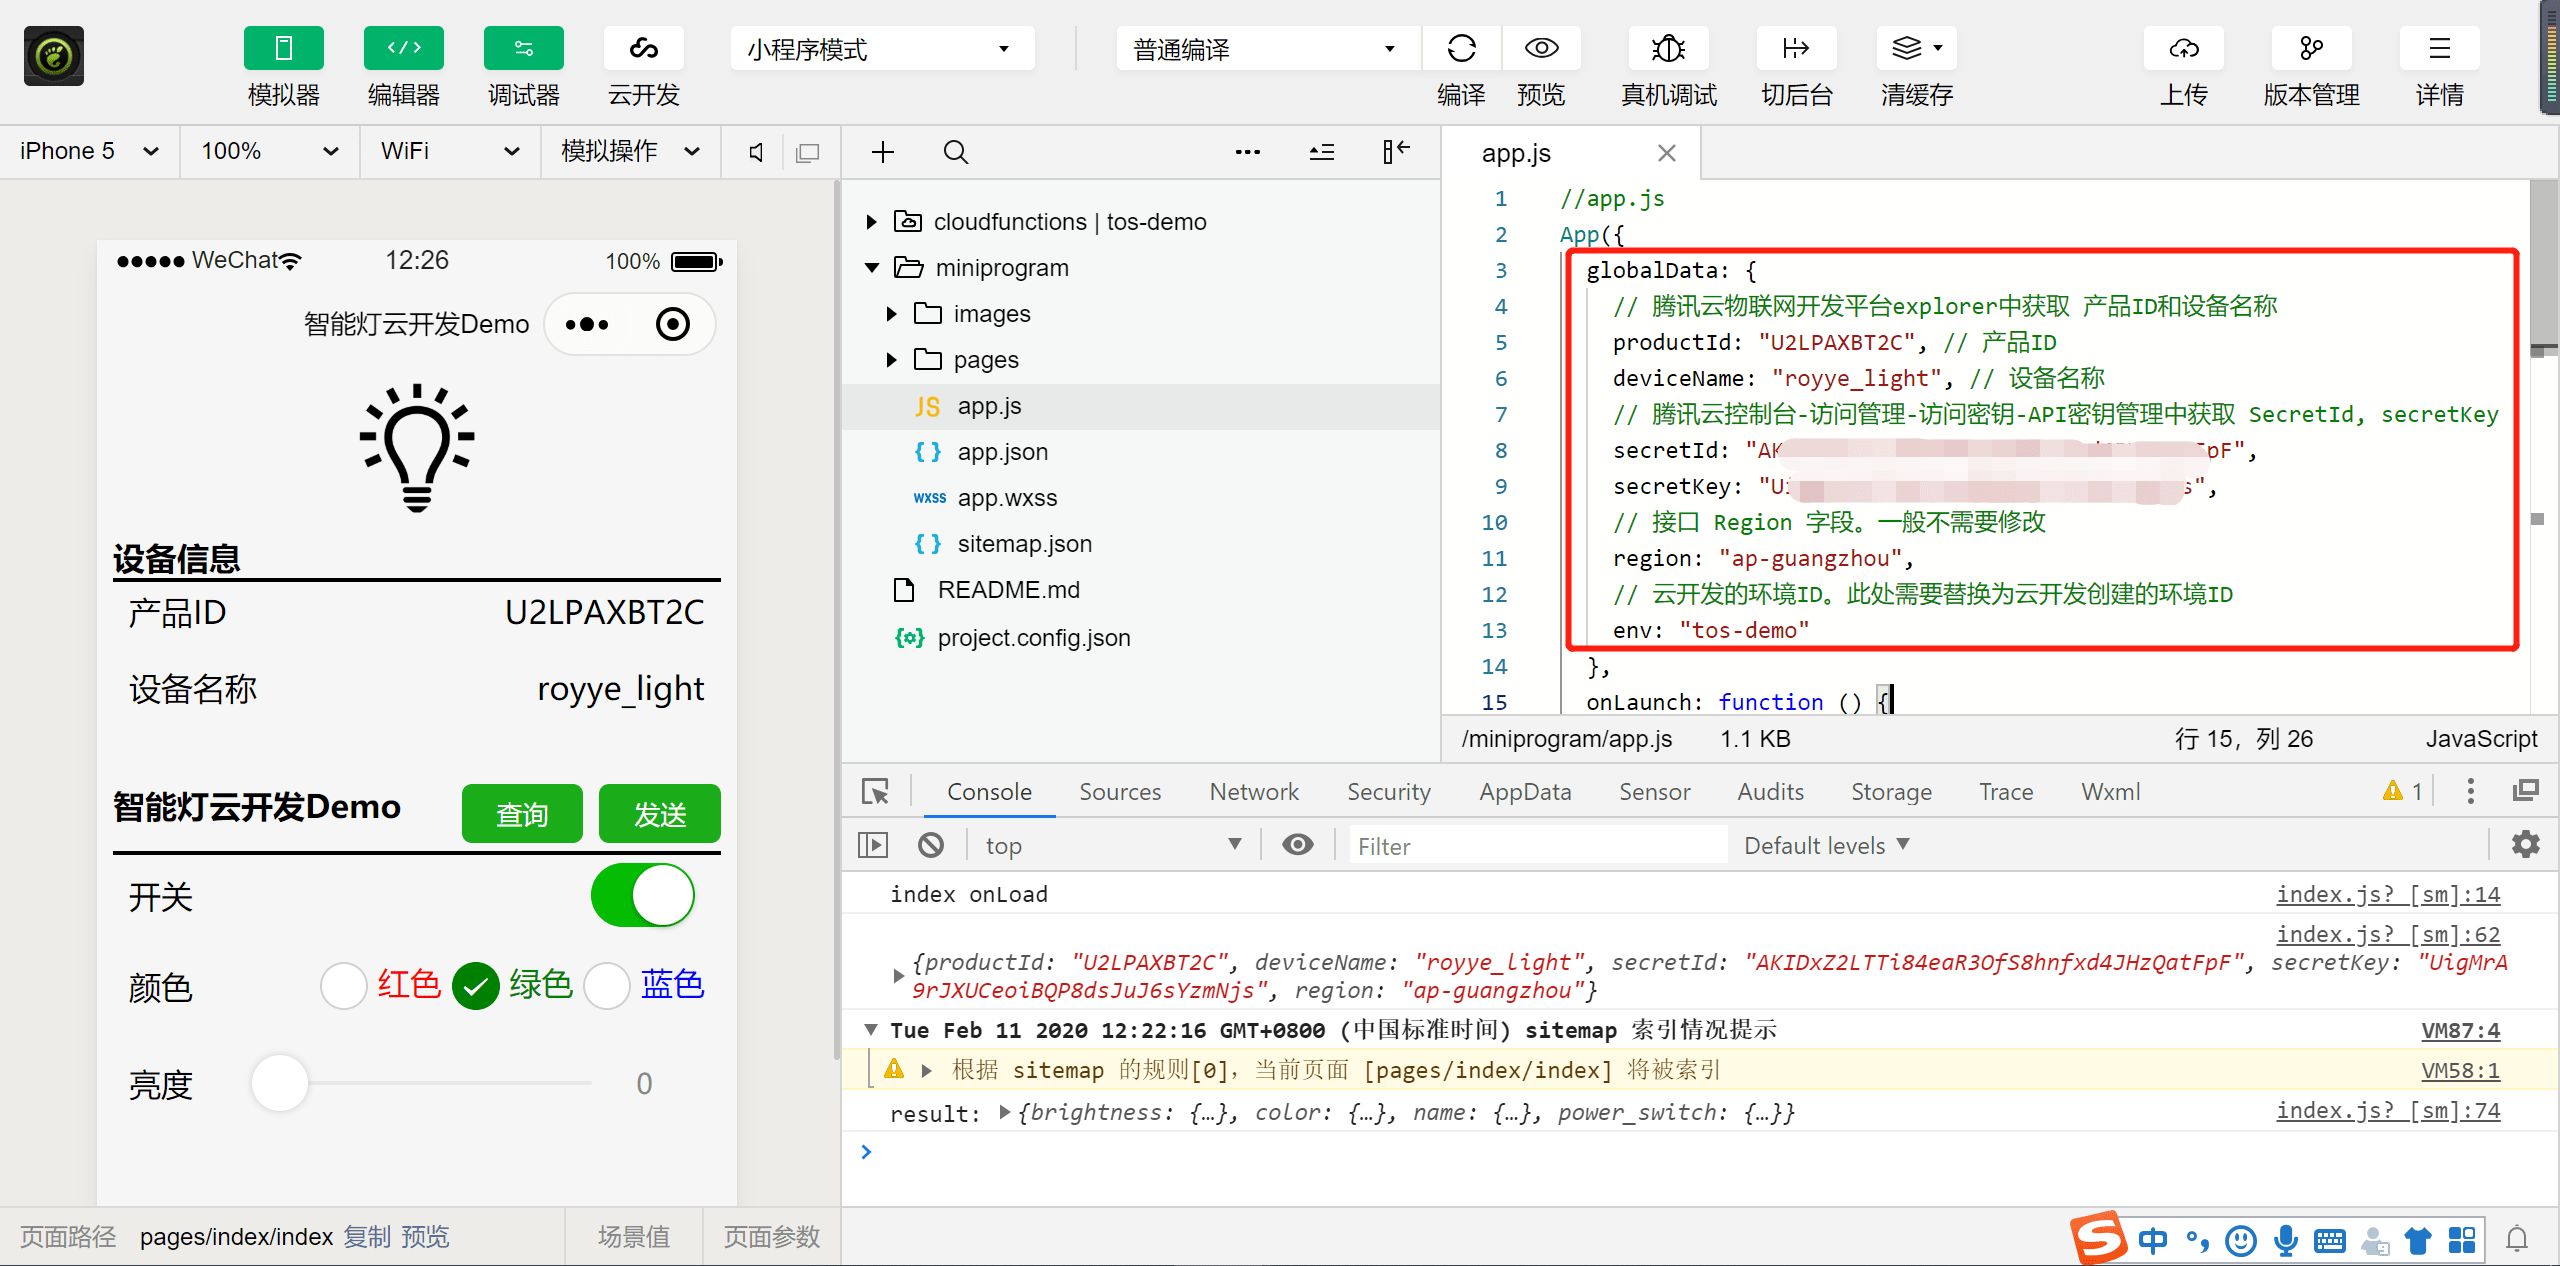 模拟器
编辑器
调试器
云开发
小程序模式
普通编译
编译
预览
真机调试
切后台
清缓存
上传
版本管理
详情
iPhone 5
100%
WiFi
模拟操作
WeChat
12:26
100%
智能灯云开发Demo
设备信息
产品ID U2LPAXBT2C
设备名称 royye_light
智能灯云开发Demo 查询 发送
开关
颜色 红色 绿色 蓝色
亮度 0
页面路径 pages/index/index 复制 预览 场景值 页面参数
cloudfunctions | tos-demo
miniprogram
images
pages
JS app.js
{ } app.json
wxss app.wxss
{ } sitemap.json
README.md
project.config.json
app.js
1 //app.js
2 App({
3 globalData: {
4 // 腾讯云物联网开发平台explorer中获取 产品ID和设备名称
5 productId: "U2LPAXBT2C", // 产品ID
6 deviceName: "royye_light", // 设备名称
7 // 腾讯云控制台-访问管理-访问密钥-API密钥管理中获取 SecretId, secretKey
8 secretId: "AK pF",
9 secretKey: "Ui s",
10 // 接口 Region 字段。一般不需要修改
11 region: "ap-guangzhou",
12 // 云开发的环境ID。此处需要替换为云开发创建的环境ID
13 env: "tos-demo"
14 },
15 onLaunch: function () {
/miniprogram/app.js 1.1 KB 行 15，列 26 JavaScript
Console Sources Network Security AppData Sensor Audits Storage Trace Wxml 1
top Filter Default levels
index onLoad index.js? [sm]:14
index.js? [sm]:62
{productId: "U2LPAXBT2C", deviceName: "royye_light", secretId: "AKIDxZ2LTTi84eaR3OfS8hnfxd4JHzQatFpF", secretKey: "UigMrA
9rJXUCeoiBQP8dsJuJ6sYzmNjs", region: "ap-guangzhou"}
Tue Feb 11 2020 12:22:16 GMT+0800 (中国标准时间) sitemap 索引情况提示 VM87:4
根据 sitemap 的规则[0]，当前页面 [pages/index/index] 将被索引 VM58:1
result: {brightness: {…}, color: {…}, name: {…}, power_switch: {…}} index.js? [sm]:74
中